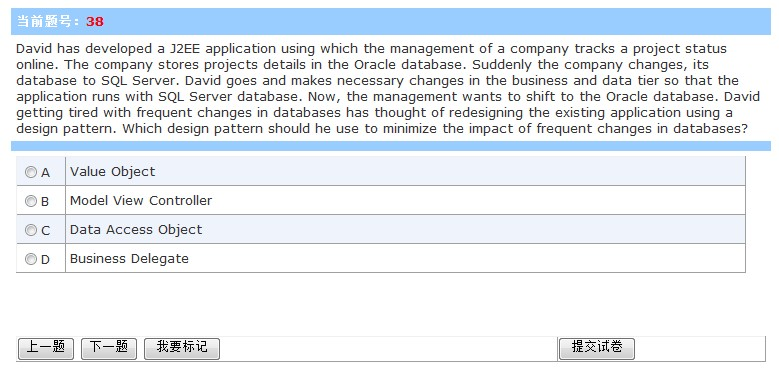 当前题号：38
David has developed a J2EE application using which the management of a company tracks a project status
online. The company stores projects details in the Oracle database. Suddenly the company changes, its
database to SQL Server. David goes and makes necessary changes in the business and data tier so that the
application runs with SQL Server database. Now, the management wants to shift to the Oracle database. David
getting tired with frequent changes in databases has thought of redesigning the existing application using a
design pattern. Which design pattern should he use to minimize the impact of frequent changes in databases?
A Value Object
B Model View Controller
C Data Access Object
D Business Delegate
上一题 下一题 我要标记 提交试卷